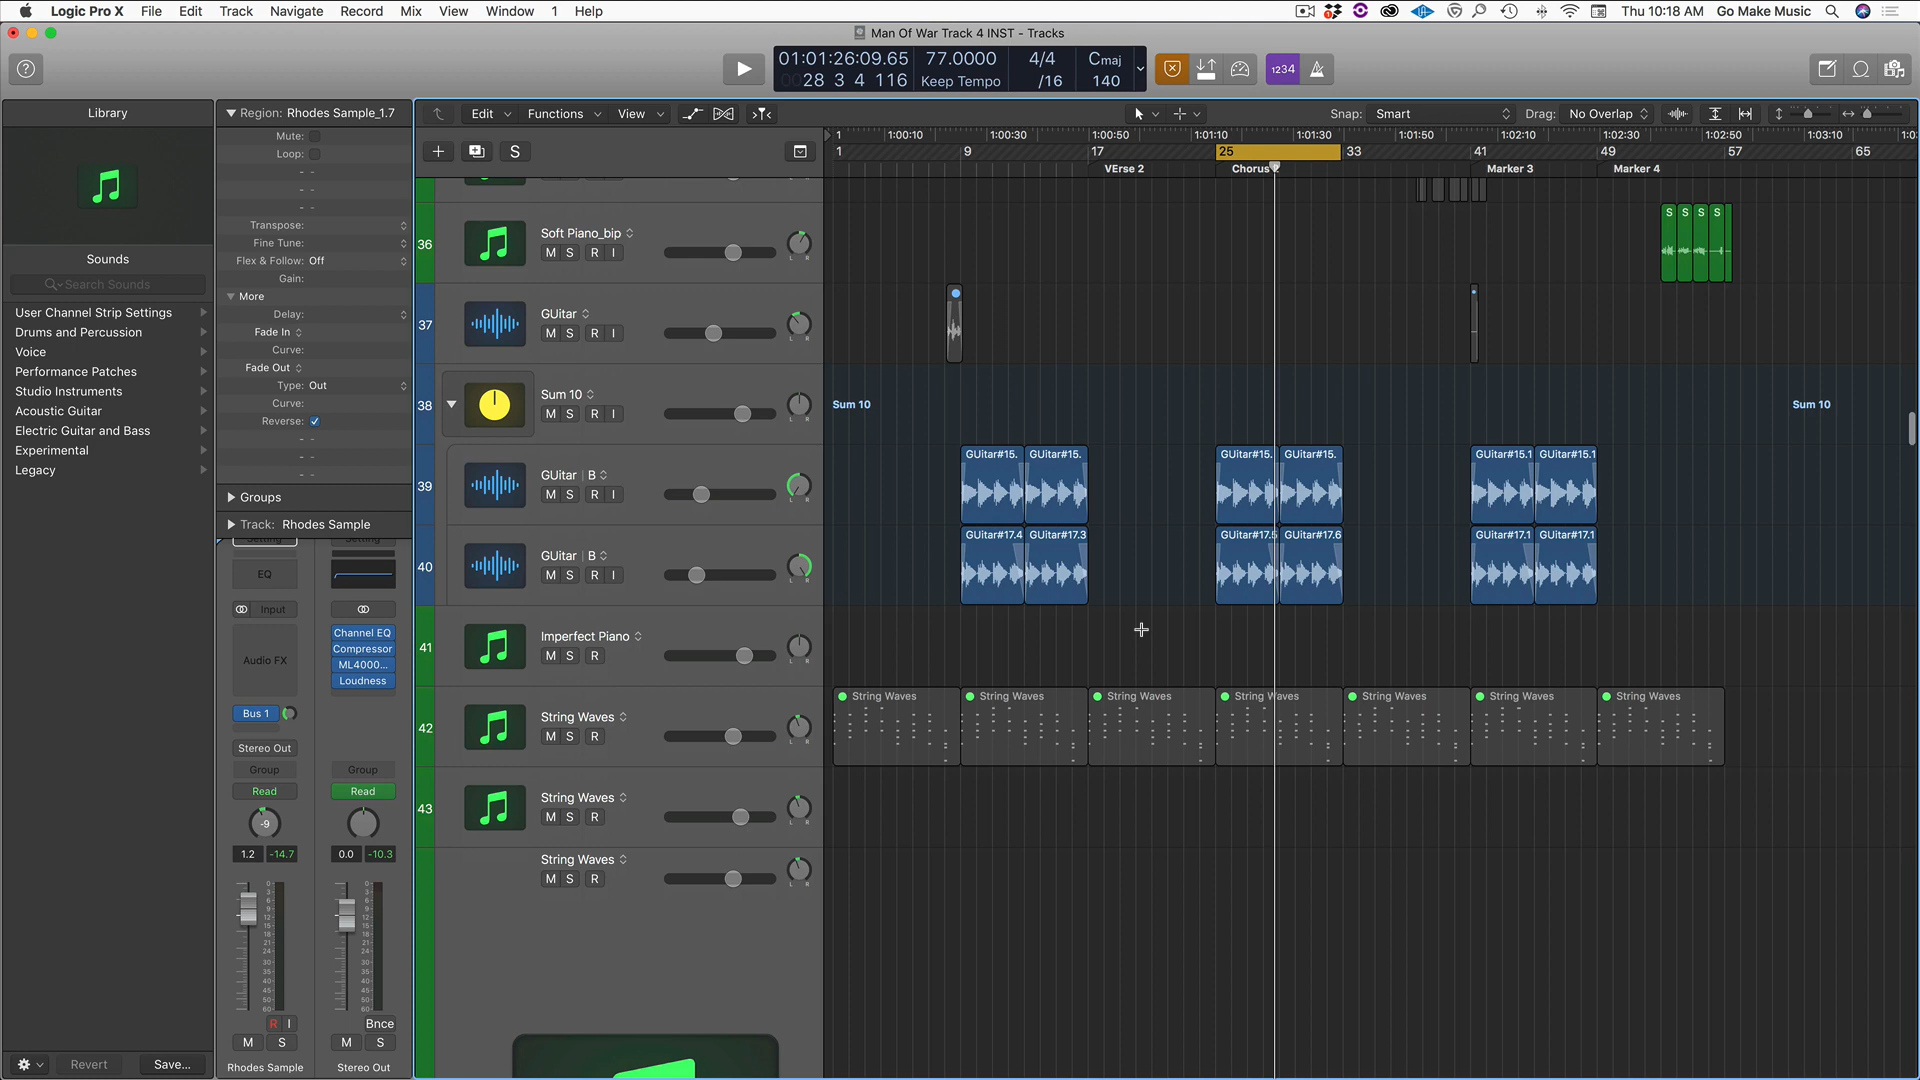 Logic Pro X File Edit Track Navigate Record Mix View Window 1 Help Thu 10:18 AM Go Make Music
Man Of War Track 4 INST - Tracks
01:01:26:09.65 77.0000 4/4 Cmaj
0028 3 4 116 Keep Tempo /16 140
1234
Library
Region: Rhodes Sample_1.7
Edit Functions View Snap: Smart Drag: No Overlap
Mute:
Loop:
Transpose:
Fine Tune:
Flex & Follow: Off
Gain:
More
Delay:
Fade In
Curve:
Fade Out
Type: Out
Curve:
Reverse:
Groups
Track: Rhodes Sample
Sounds
Search Sounds
User Channel Strip Settings
Drums and Percussion
Voice
Performance Patches
Studio Instruments
Acoustic Guitar
Electric Guitar and Bass
Experimental
Legacy
S
1 1:00:10 1:00:30 1:00:50 1:01:10 1:01:30 1:01:50 1:02:10 1:02:30 1:02:50 1:03:10
1 9 17 25 33 41 49 57 65
VErse 2 Chorus 2 Marker 3 Marker 4
36 Soft Piano_bip
M S R I
S S S S
37 GUitar
M S R I
38 Sum 10
M S R I
Sum 10 Sum 10
39 GUitar | B
M S R I
GUitar#15. GUitar#15. GUitar#15. GUitar#15. GUitar#15.1 GUitar#15.1
40 GUitar | B
M S R I
GUitar#17.4 GUitar#17.3 GUitar#17.5 GUitar#17.6 GUitar#17.1 GUitar#17.1
41 Imperfect Piano
M S R
42 String Waves
M S R
String Waves String Waves String Waves String Waves String Waves String Waves String Waves
43 String Waves
M S R
String Waves
M S R
Setting Setting
EQ
Input
Audio FX
Channel EQ
Compressor
ML4000...
Loudness
Bus 1
Stereo Out
Group Group
Read Read
-9
1.2 -14.7 0.0 -10.3
R I Bnce
M S M S
Rhodes Sample Stereo Out
Revert Save...